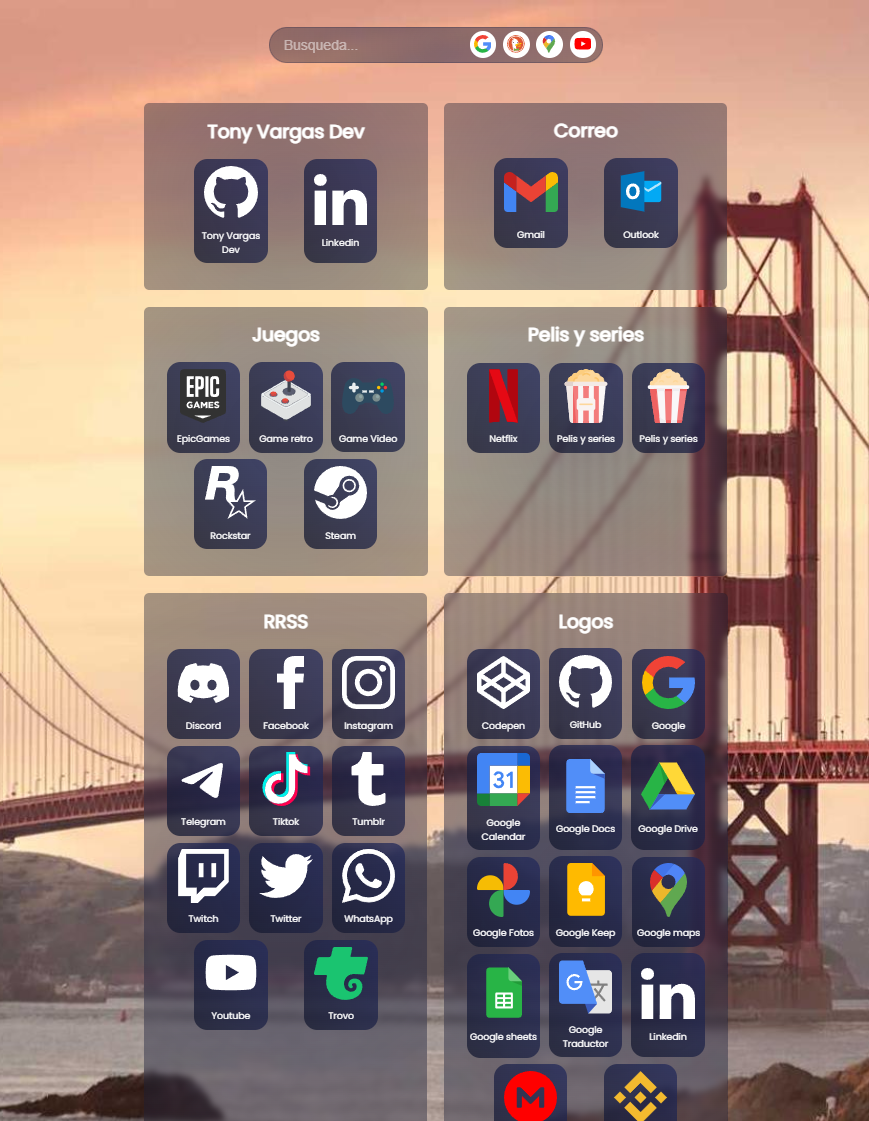 Busqueda...
Tony Vargas Dev
Tony Vargas
Dev
in
Linkedin
Correo
Gmail
Outlook
Juegos
EPIC
GAMES
EpicGames
Game retro
Game Video
R
Rockstar
Steam
Pelis y series
Netflix
Pelis y series
Pelis y series
RRSS
Discord
Facebook
Instagram
Telegram
Tiktok
Tumblr
Twitch
Twitter
WhatsApp
Youtube
Trovo
Logos
Codepen
GitHub
Google
31
Google
Calendar
Google Docs
Google Drive
Google Fotos
Google Keep
Google maps
Google sheets
Google
Traductor
in
Linkedin